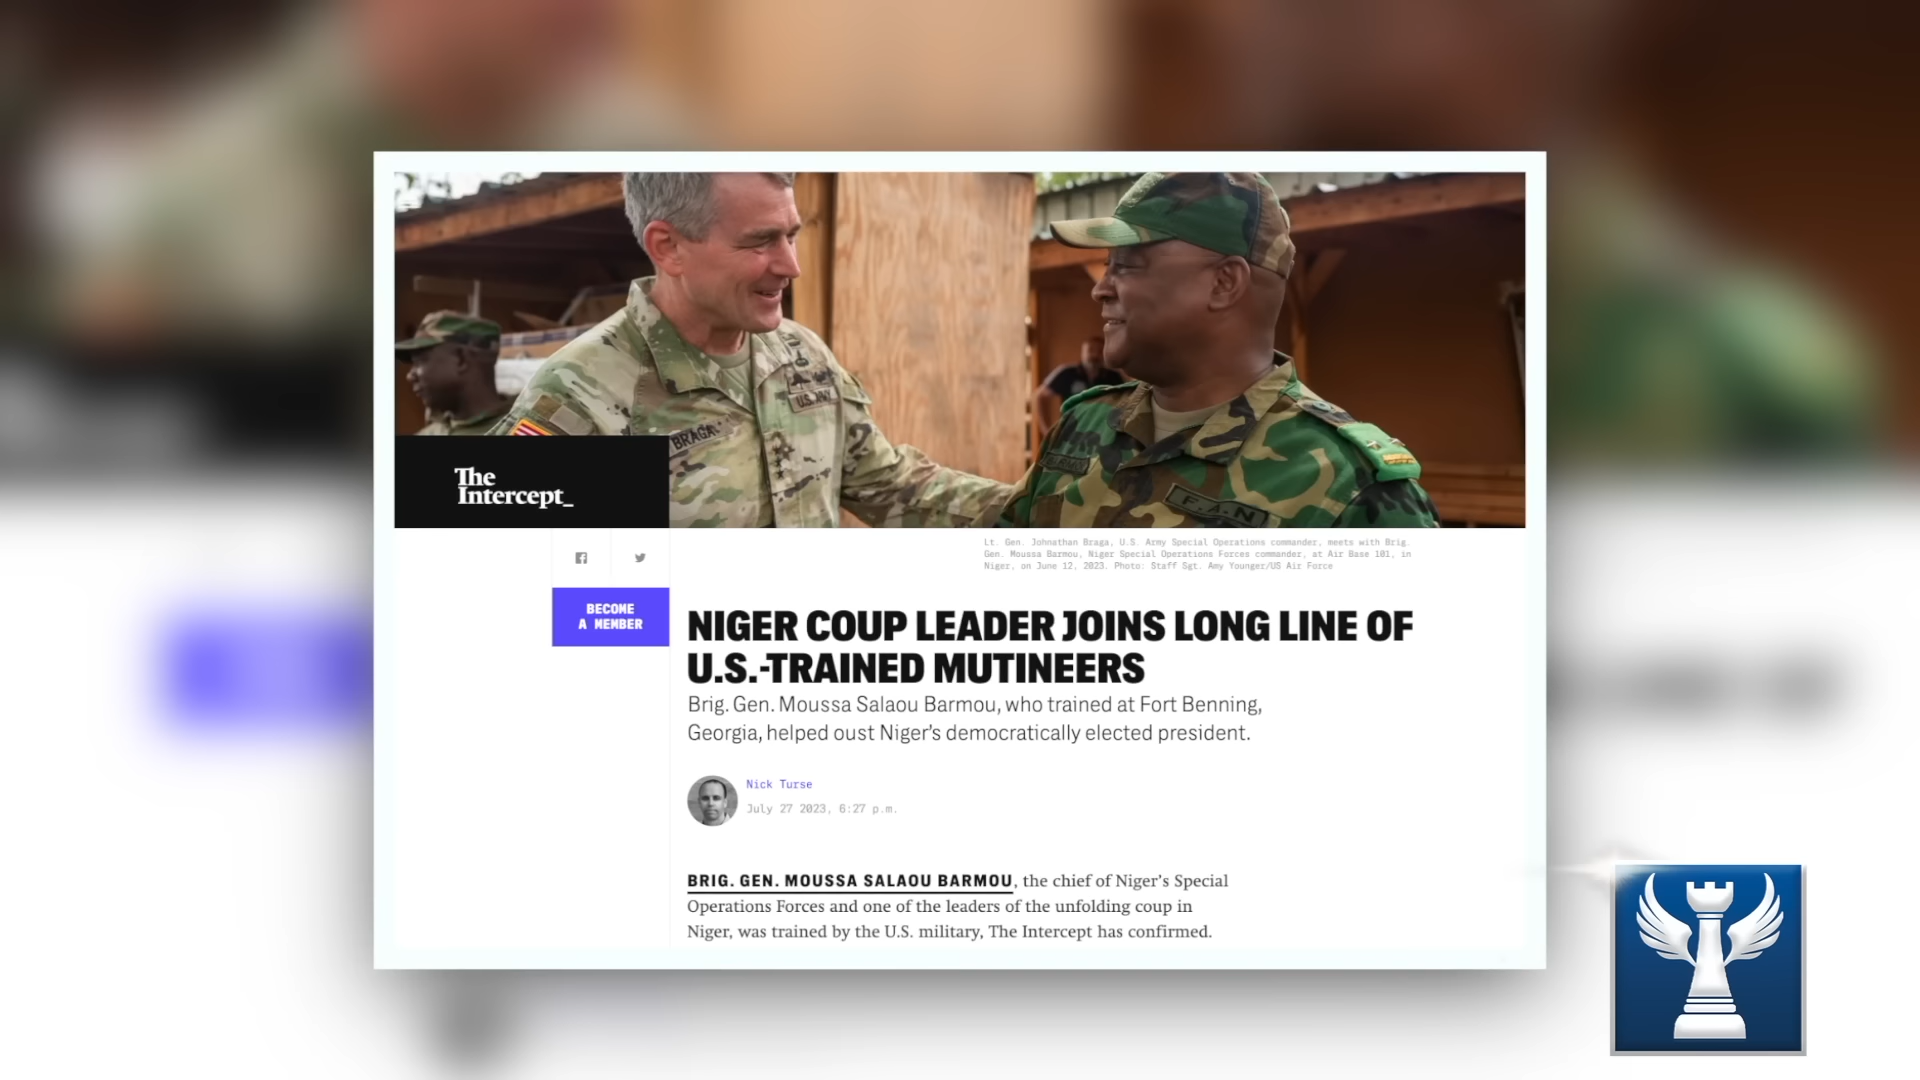 U.S. ARMY
BRAGA
F.A.N
The
Intercept_
Lt. Gen. Johnathan Braga, U.S. Army Special Operations commander, meets with Brig.
Gen. Moussa Barmou, Niger Special Operations Forces commander, at Air Base 101, in
Niger, on June 12, 2023. Photo: Staff Sgt. Amy Younger/US Air Force
BECOME
A MEMBER
NIGER COUP LEADER JOINS LONG LINE OF
U.S.-TRAINED MUTINEERS
Brig. Gen. Moussa Salaou Barmou, who trained at Fort Benning,
Georgia, helped oust Niger’s democratically elected president.
Nick Turse
July 27 2023, 6:27 p.m.
BRIG. GEN. MOUSSA SALAOU BARMOU, the chief of Niger’s Special
Operations Forces and one of the leaders of the unfolding coup in
Niger, was trained by the U.S. military, The Intercept has confirmed.